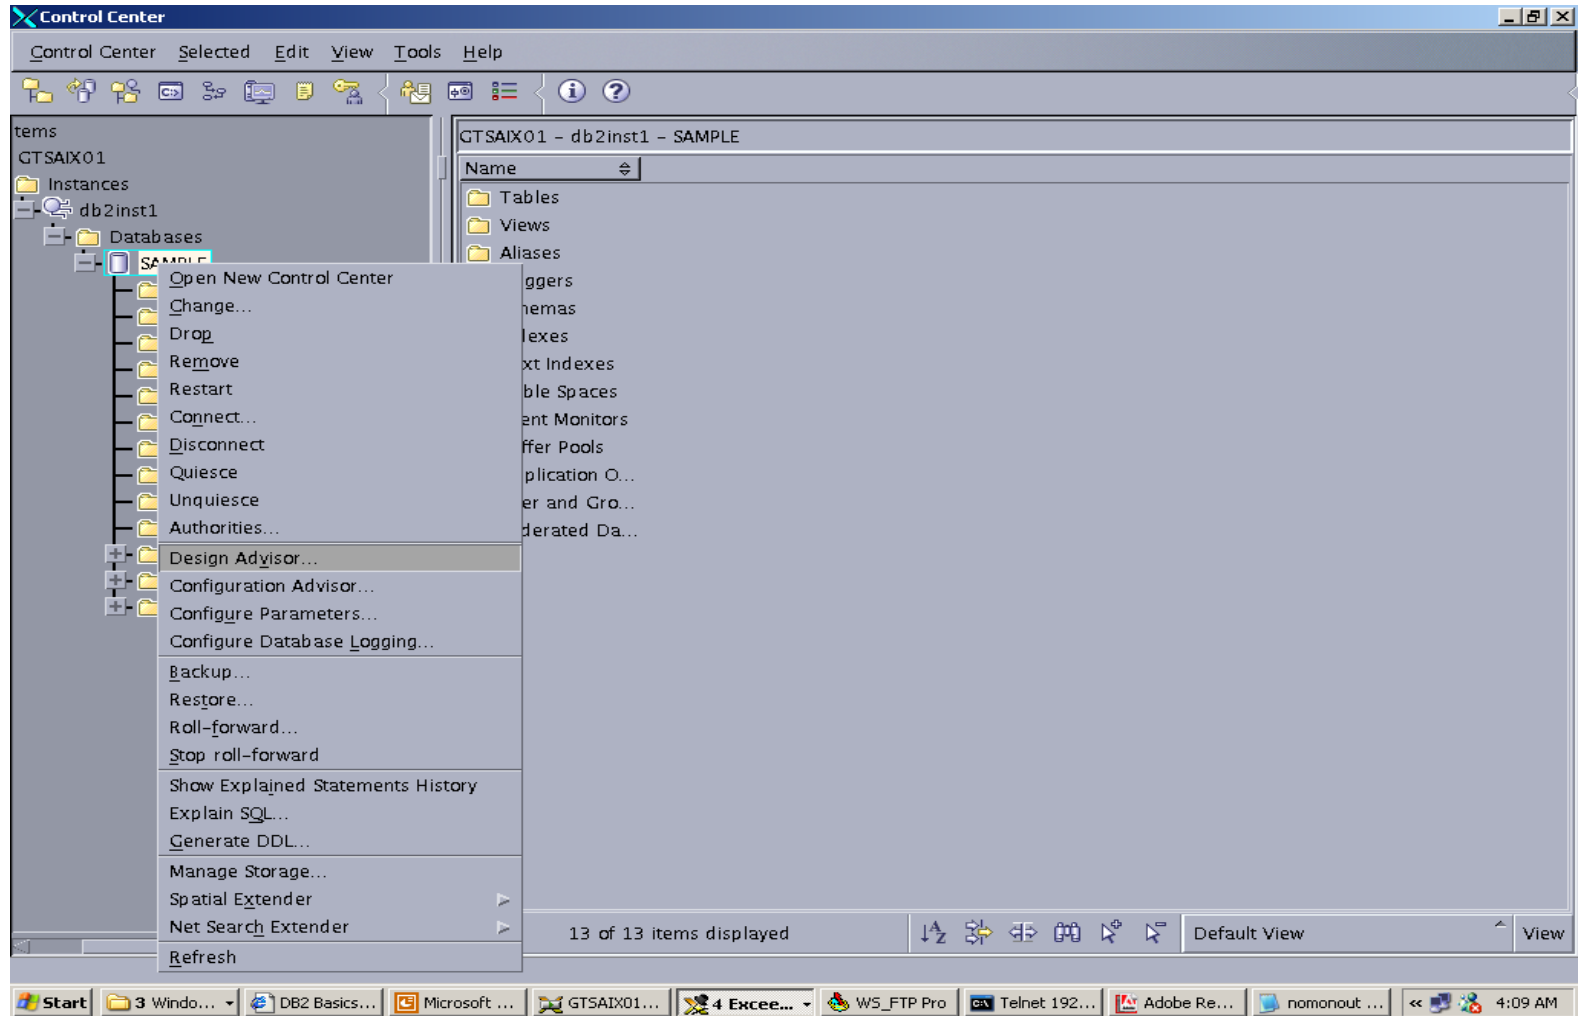 Control Center
Control Center Selected Edit View Tools Help
tems
GTSAIX01
Instances
db2inst1
Databases
SAMPLE
Open New Control Center
Change...
Drop
Remove
Restart
Connect...
Disconnect
Quiesce
Unquiesce
Authorities...
Design Advisor...
Configuration Advisor...
Configure Parameters...
Configure Database Logging...
Backup...
Restore...
Roll-forward...
Stop roll-forward
Show Explained Statements History
Explain SQL...
Generate DDL...
Manage Storage...
Spatial Extender
Net Search Extender
Refresh
GTSAIX01 - db2inst1 - SAMPLE
Name
Tables
Views
Aliases
ggers
hemas
lexes
xt Indexes
ble Spaces
ent Monitors
ffer Pools
plication O...
er and Gro...
derated Da...
13 of 13 items displayed
Default View
View
Start 3 Windo... DB2 Basics... Microsoft ... GTSAIX01... 4 Excee... WS_FTP Pro Telnet 192... Adobe Re... nomonout ... « 4:09 AM